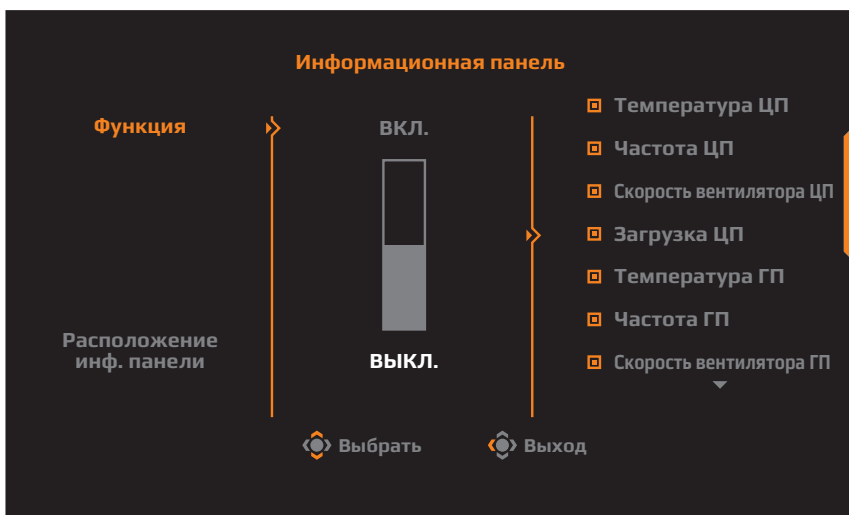 Информационная панель
Функция
ВКЛ.
ВЫКЛ.
Расположение
инф. панели
Температура ЦП
Частота ЦП
Скорость вентилятора ЦП
Загрузка ЦП
Температура ГП
Частота ГП
Скорость вентилятора ГП
Выбрать
Выход